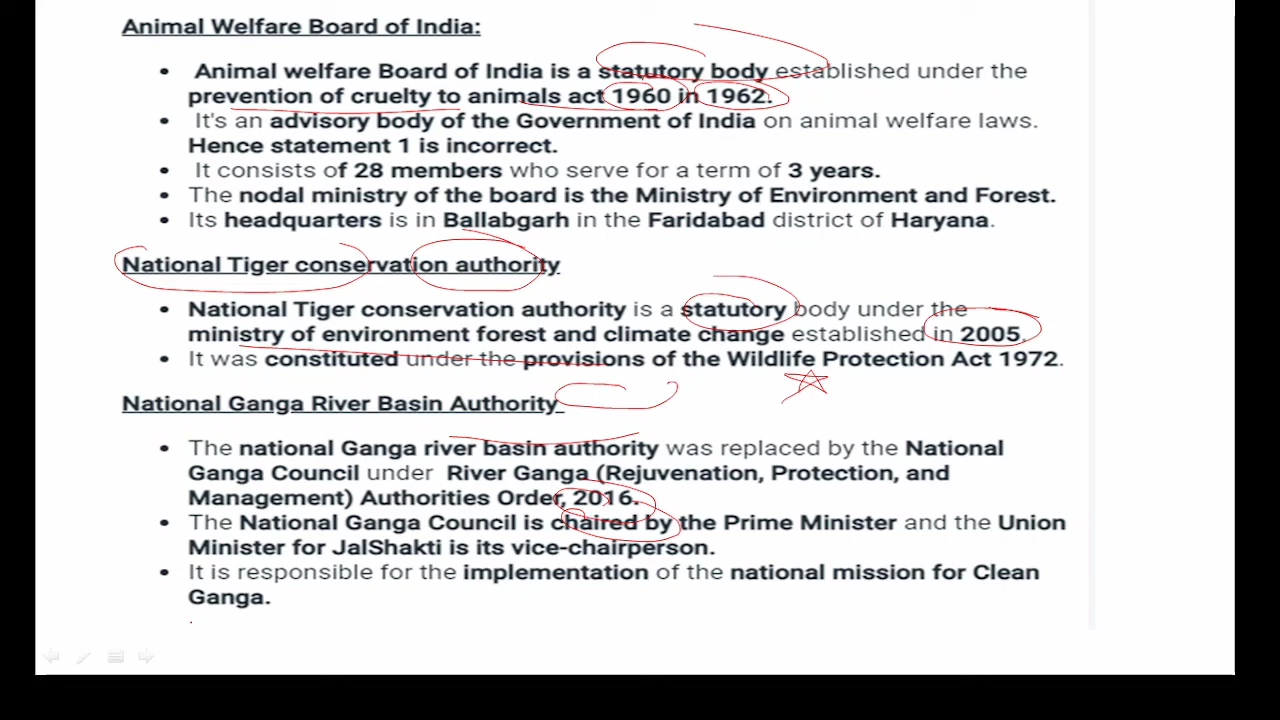 Animal Welfare Board of India:
• Animal welfare Board of India is a statutory body established under the
prevention of cruelty to animals act 1960 in 1962.
• It's an advisory body of the Government of India on animal welfare laws.
Hence statement 1 is incorrect.
• It consists of 28 members who serve for a term of 3 years.
• The nodal ministry of the board is the Ministry of Environment and Forest.
• Its headquarters is in Ballabgarh in the Faridabad district of Haryana.
National Tiger conservation authority
• National Tiger conservation authority is a statutory body under the
ministry of environment forest and climate change established in 2005.
• It was constituted under the provisions of the Wildlife Protection Act 1972.
National Ganga River Basin Authority
• The national Ganga river basin authority was replaced by the National
Ganga Council under River Ganga (Rejuvenation, Protection, and
Management) Authorities Order, 2016.
• The National Ganga Council is chaired by the Prime Minister and the Union
Minister for JalShakti is its vice-chairperson.
• It is responsible for the implementation of the national mission for Clean
Ganga.